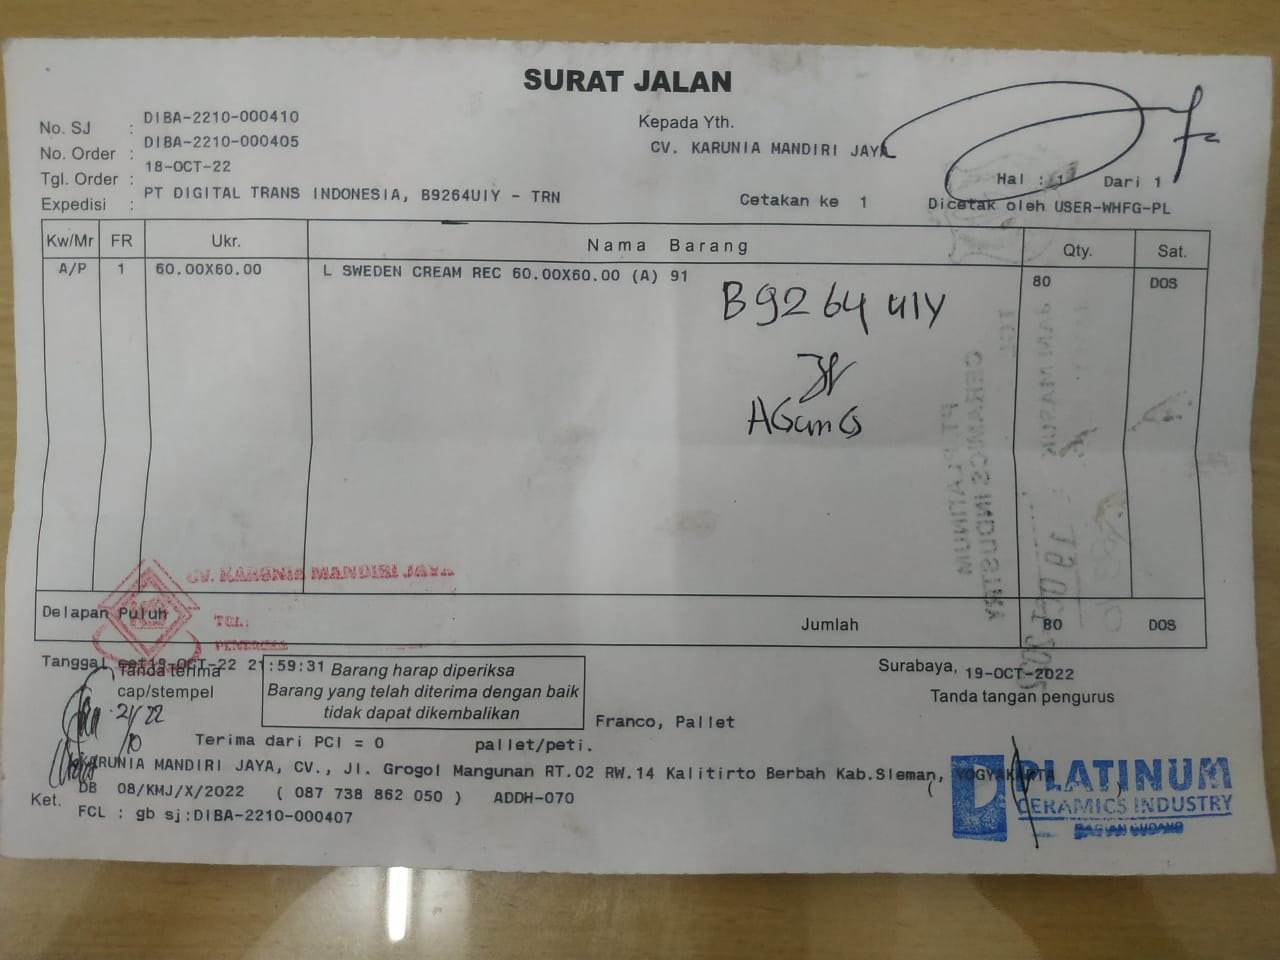 SURAT JALAN
No. SJ : DIBA-2210-000410
No. Order : DIBA-2210-000405
Tgl. Order : 18-OCT-22
Expedisi : PT DIGITAL TRANS INDONESIA, B9264UIY - TRN
Kepada Yth.
CV. KARUNIA MANDIRI JAYA
Hal : 1 Dari 1
Cetakan ke 1 Dicetak oleh USER-WHFG-PL
Kw/Mr FR Ukr. Nama Barang Qty. Sat.
A/P 1 60.00X60.00 L SWEDEN CREAM REC 60.00X60.00 (A) 91 80 DOS
B 9264 UIY
AGunG
CERAMICS INDUSTRY
PT. PLATINUM
19 OCT 2022
CV. KARUNIA MANDIRI JAYA
TGL:
PENERIMA
Delapan Puluh Jumlah 80 DOS
Tanggal cet19-OCT-22 21:59:31
Tanda terima
cap/stempel
21/22
/10
Barang harap diperiksa
Barang yang telah diterima dengan baik
tidak dapat dikembalikan
Surabaya, 19-OCT-2022
Tanda tangan pengurus
Franco, Pallet
Terima dari PCI = 0 pallet/peti.
KARUNIA MANDIRI JAYA, CV., Jl. Grogol Mangunan RT.02 RW.14 Kalitirto Berbah Kab.Sleman, YOGYAKARTA
DB 08/KMJ/X/2022 ( 087 738 862 050 ) ADDH-070
Ket.
FCL : gb sj:DIBA-2210-000407
( )
PLATINUM
CERAMICS INDUSTRY
BAGIAN GUDANG